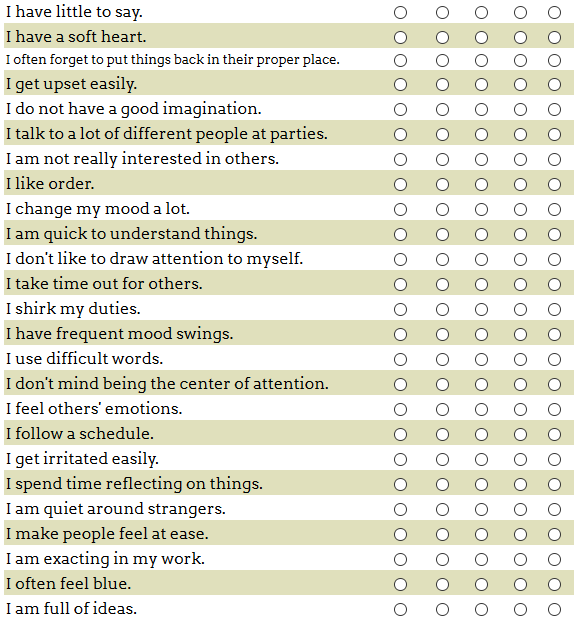 I have little to say.
I have a soft heart.
I often forget to put things back in their proper place.
I get upset easily.
I do not have a good imagination.
I talk to a lot of different people at parties.
I am not really interested in others.
I like order.
I change my mood a lot.
I am quick to understand things.
I don't like to draw attention to myself.
I take time out for others.
I shirk my duties.
I have frequent mood swings.
I use difficult words.
I don't mind being the center of attention.
I feel others' emotions.
I follow a schedule.
I get irritated easily.
I spend time reflecting on things.
I am quiet around strangers.
I make people feel at ease.
I am exacting in my work.
I often feel blue.
I am full of ideas.